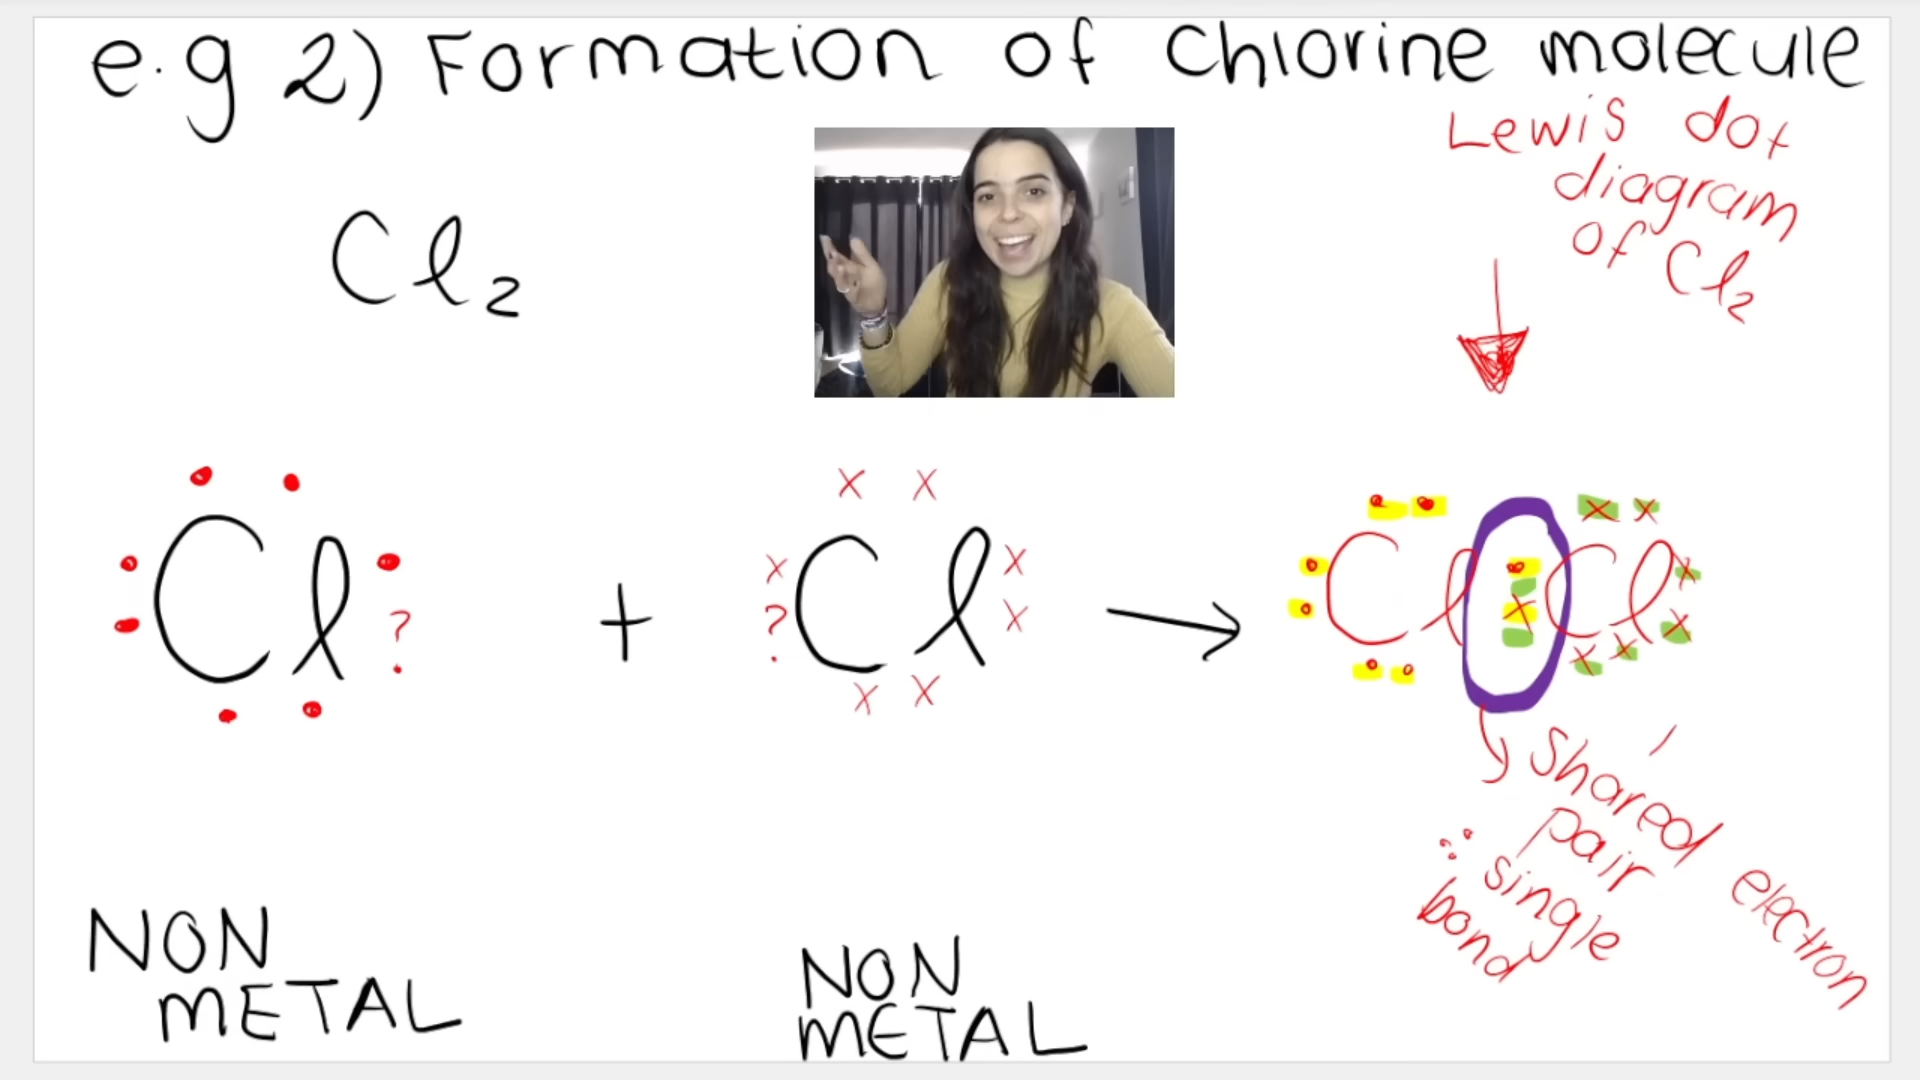 e.g 2) Formation of Chlorine molecule
Lewis dot
diagram
of Cl2
Cl2
Cl ? + ? Cl → Cl Cl
Shared electron
pair
∴ single
bond
NON
METAL
NON
METAL